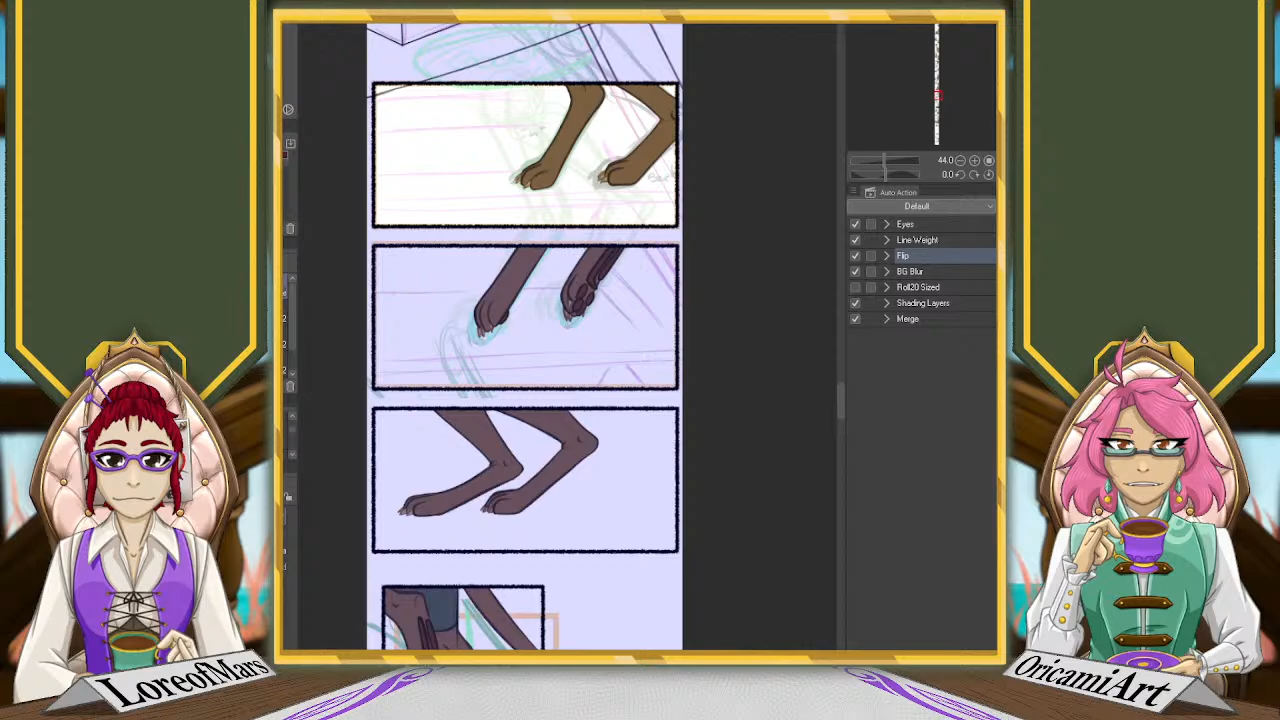 44.0
0.0
Auto Action
Default
Eyes
Line Weight
Flip
BG Blur
Roll20 Sized
Shading Layers
Merge
LoreofMars
OricamiArt